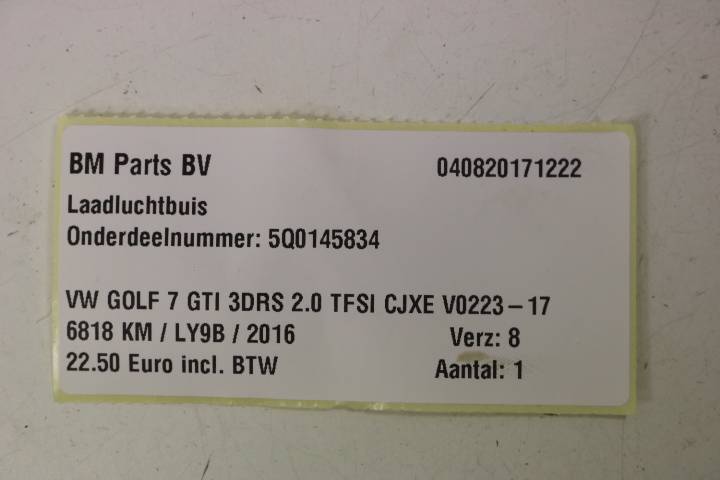 BM Parts BV 040820171222
Laadluchtbuis
Onderdeelnummer: 5Q0145834
VW GOLF 7 GTI 3DRS 2.0 TFSI CJXE V0223-17
6818 KM / LY9B / 2016 Verz: 8
22.50 Euro incl. BTW Aantal: 1